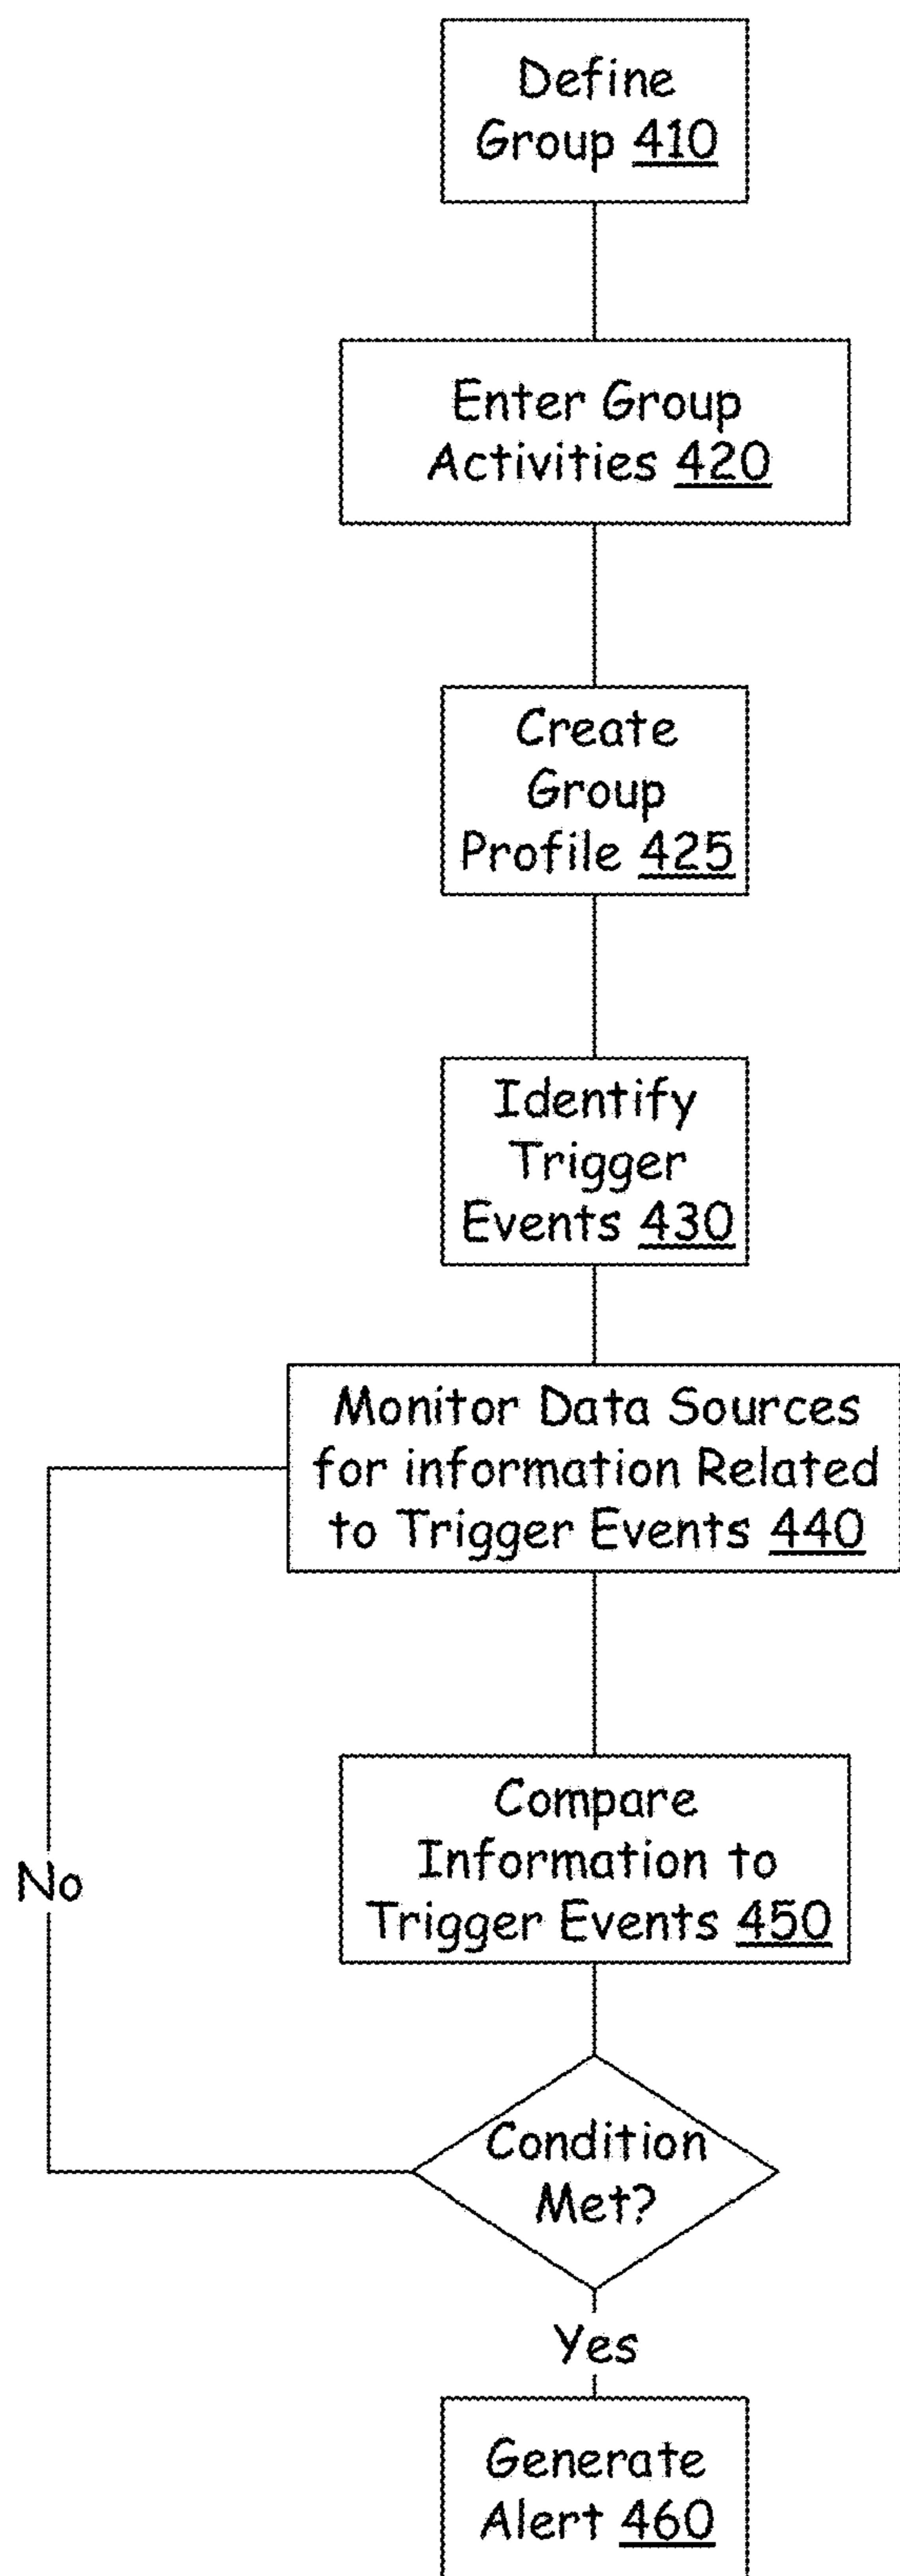 Define
Group 410
Enter Group
Activities 420
Create
Group
Profile 425
Identify
Trigger
Events 430
Monitor Data Sources
for information Related
to Trigger Events 440
Compare
Information to
Trigger Events 450
No
Condition
Met?
Yes
Generate
Alert 460